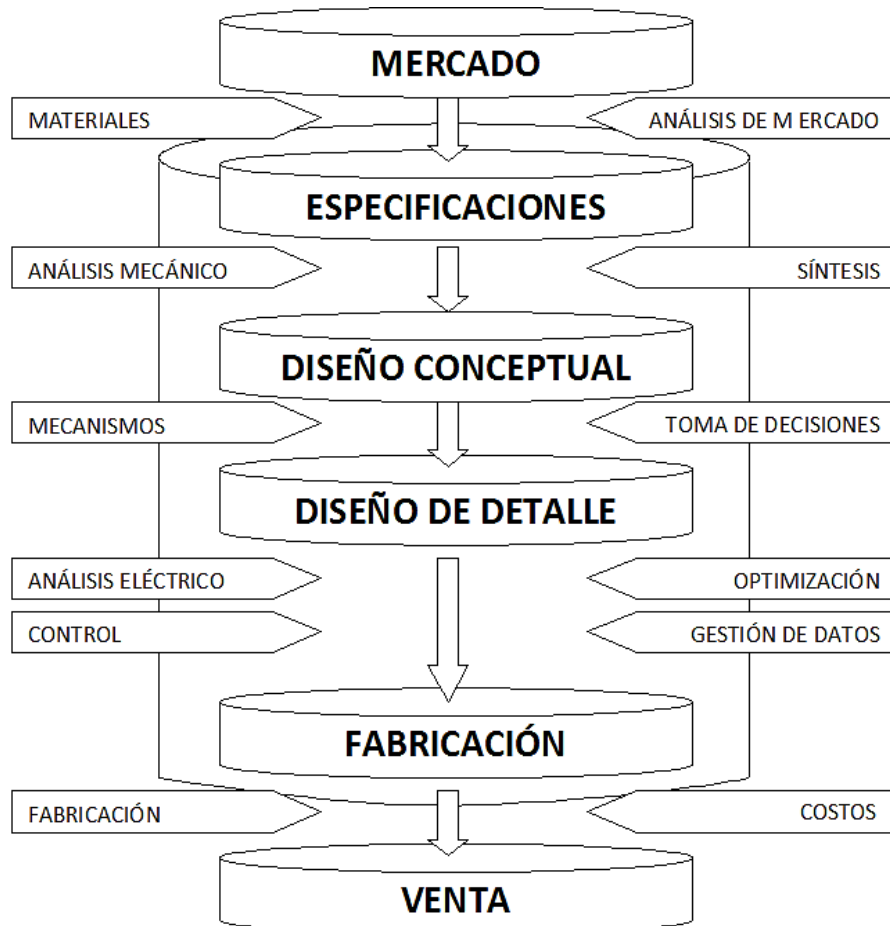 MERCADO
MATERIALES
ANÁLISIS DE M ERCADO
ESPECIFICACIONES
ANÁLISIS MECÁNICO
SÍNTESIS
DISEÑO CONCEPTUAL
MECANISMOS
TOMA DE DECISIONES
DISEÑO DE DETALLE
ANÁLISIS ELÉCTRICO
OPTIMIZACIÓN
CONTROL
GESTIÓN DE DATOS
FABRICACIÓN
FABRICACIÓN
COSTOS
VENTA